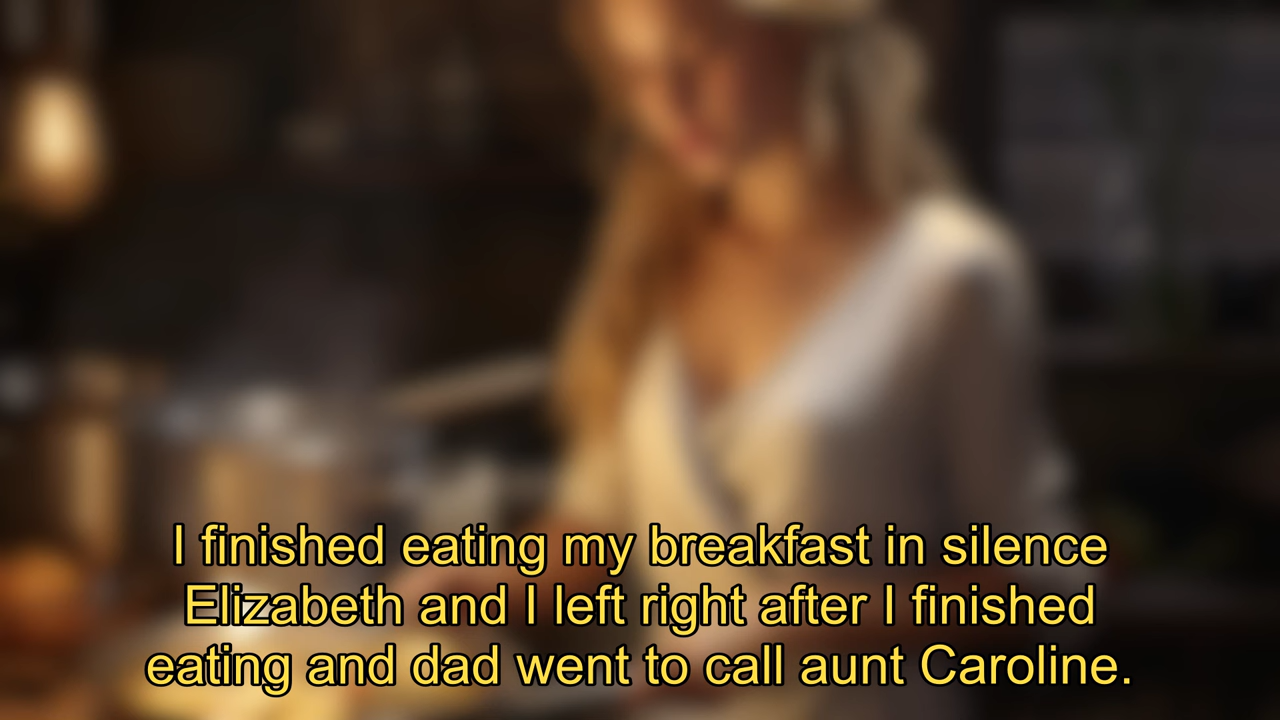 I finished eating my breakfast in silence
Elizabeth and I left right after I finished
eating and dad went to call aunt Caroline.